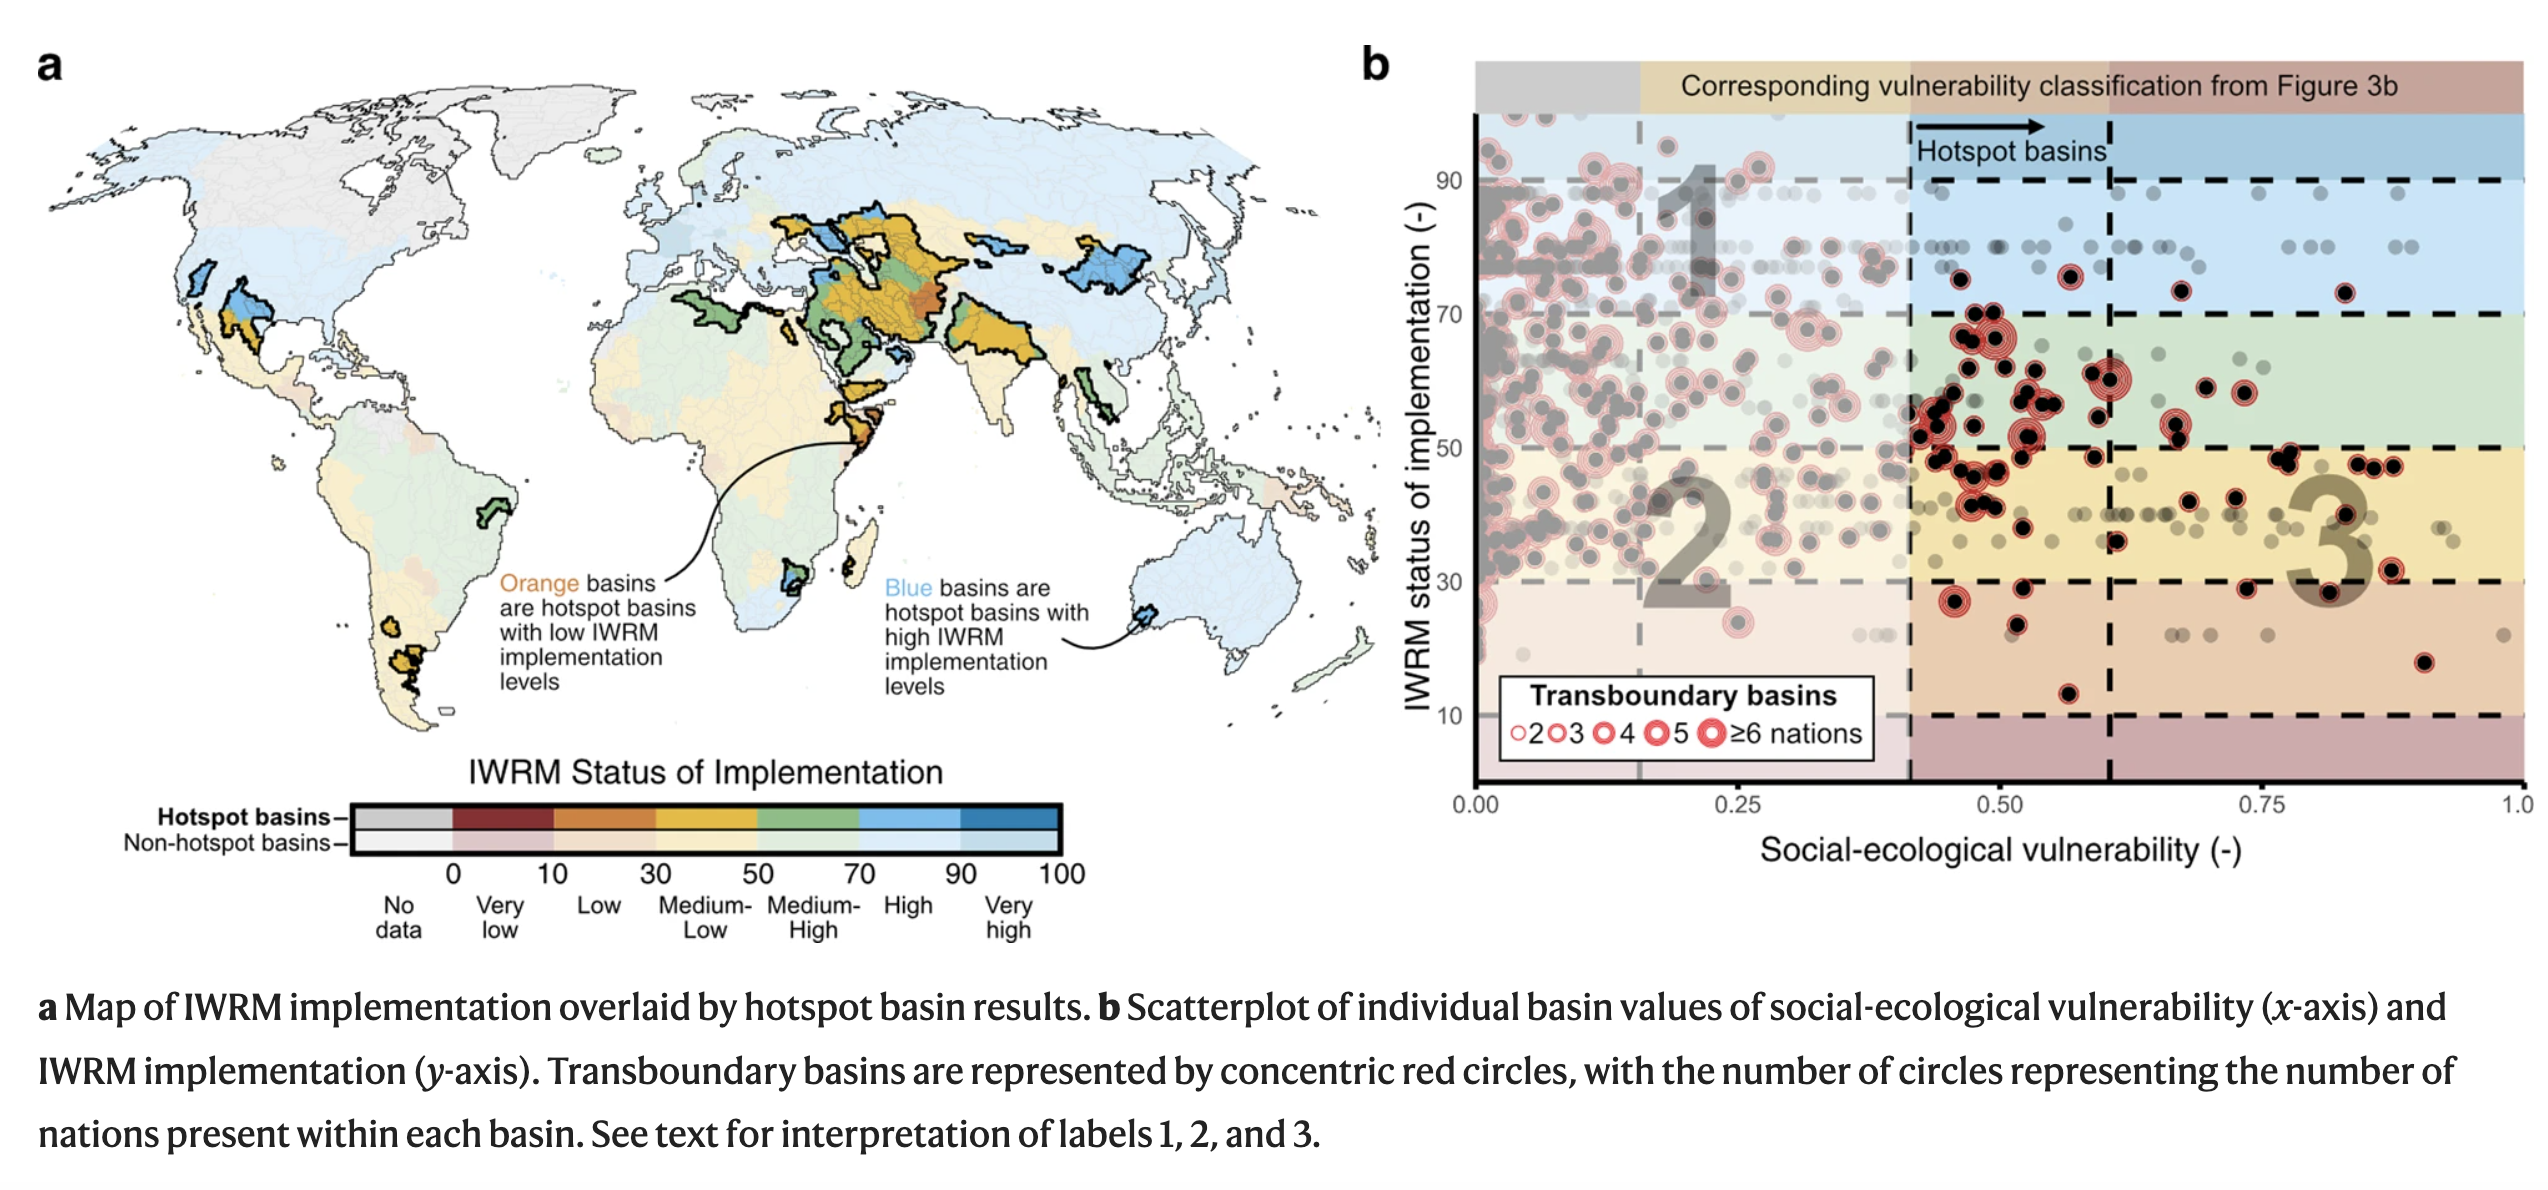 a
Orange basins
are hotspot basins
with low IWRM
implementation
levels
Blue basins are
hotspot basins with
high IWRM
implementation
levels
IWRM Status of Implementation
Hotspot basins
Non-hotspot basins
0 10 30 50 70 90 100
No data
Very low
Low
Medium-Low
Medium-High
High
Very high
b
Corresponding vulnerability classification from Figure 3b
Hotspot basins
1
2
3
IWRM status of implementation (-)
90
70
50
30
10
Transboundary basins
2 3 4 5 ≥6 nations
0.00 0.25 0.50 0.75 1.0
Social-ecological vulnerability (-)
a Map of IWRM implementation overlaid by hotspot basin results. b Scatterplot of individual basin values of social-ecological vulnerability (x-axis) and
IWRM implementation (y-axis). Transboundary basins are represented by concentric red circles, with the number of circles representing the number of
nations present within each basin. See text for interpretation of labels 1, 2, and 3.